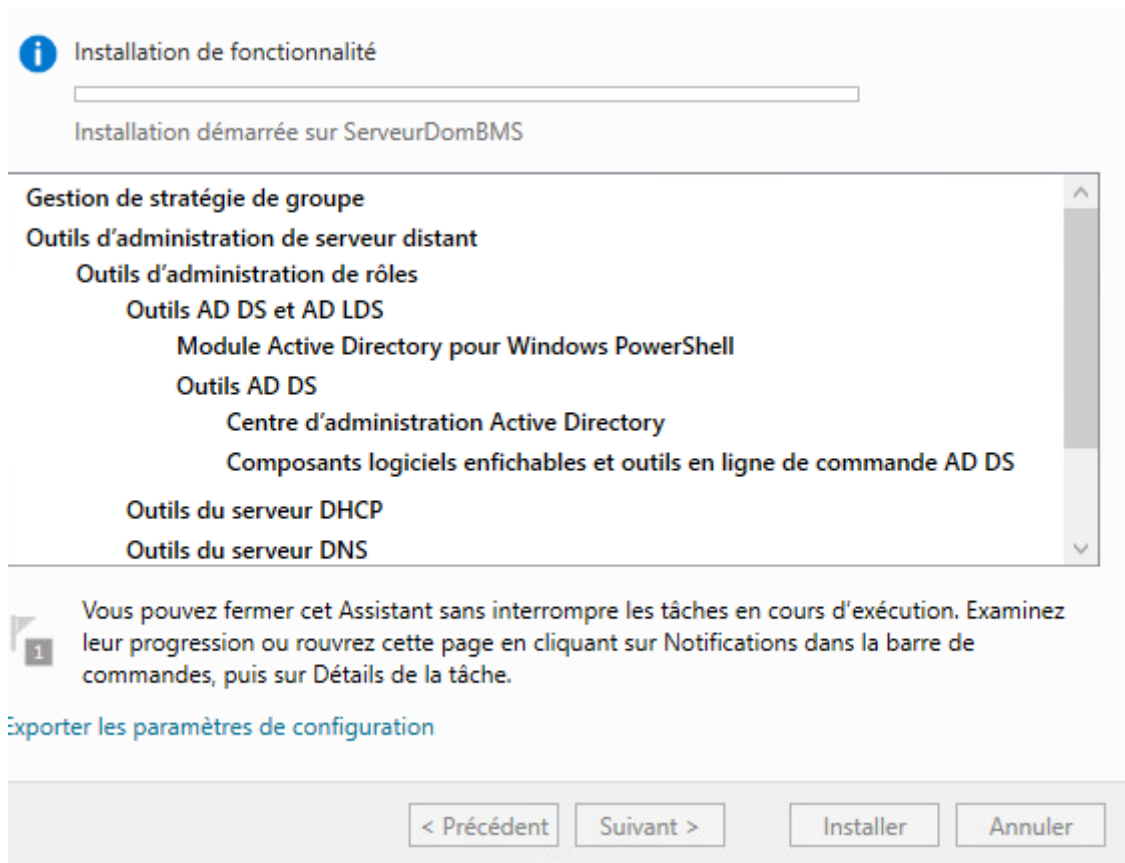 Installation de fonctionnalité
Installation démarrée sur ServeurDomBMS
Gestion de stratégie de groupe
Outils d’administration de serveur distant
Outils d’administration de rôles
Outils AD DS et AD LDS
Module Active Directory pour Windows PowerShell
Outils AD DS
Centre d’administration Active Directory
Composants logiciels enfichables et outils en ligne de commande AD DS
Outils du serveur DHCP
Outils du serveur DNS
1
Vous pouvez fermer cet Assistant sans interrompre les tâches en cours d’exécution. Examinez
leur progression ou rouvrez cette page en cliquant sur Notifications dans la barre de
commandes, puis sur Détails de la tâche.
Exporter les paramètres de configuration
< Précédent Suivant > Installer Annuler